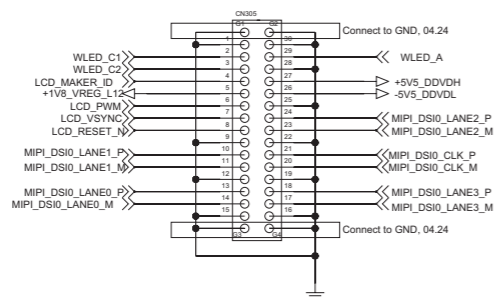 CN305
G1 G2
Connect to GND, 04.24
1 30
WLED_C1 2 29 WLED_A
WLED_C2 3 28
LCD_MAKER_ID 4 27 +5V5_DDVDH
+1V8_VREG_L12 5 26 -5V5_DDVDL
LCD_PWM 6 25
LCD_VSYNC 7 24 MIPI_DSI0_LANE2_P
LCD_RESET_N 8 23 MIPI_DSI0_LANE2_M
9 22
MIPI_DSI0_LANE1_P 10 21 MIPI_DSI0_CLK_P
MIPI_DSI0_LANE1_M 11 20 MIPI_DSI0_CLK_M
12 19
MIPI_DSI0_LANE0_P 13 18 MIPI_DSI0_LANE3_P
MIPI_DSI0_LANE0_M 14 17 MIPI_DSI0_LANE3_M
15 16
G3 G4
Connect to GND, 04.24